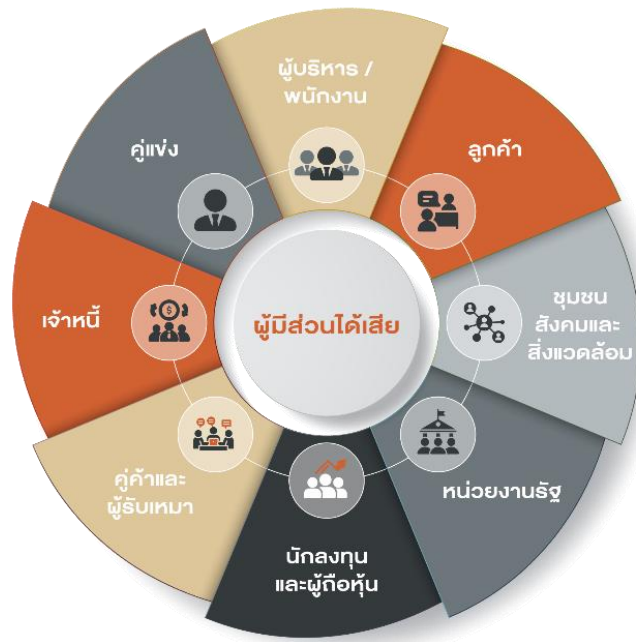 ผู้บริหาร /
พนักงาน
ลูกค้า
ชุมชน
สังคมและ
สิ่งแวดล้อม
หน่วยงานรัฐ
นักลงทุน
และผู้ถือหุ้น
คู่ค้าและ
ผู้รับเหมา
เจ้าหนี้
คู่แข่ง
ผู้มีส่วนได้เสีย